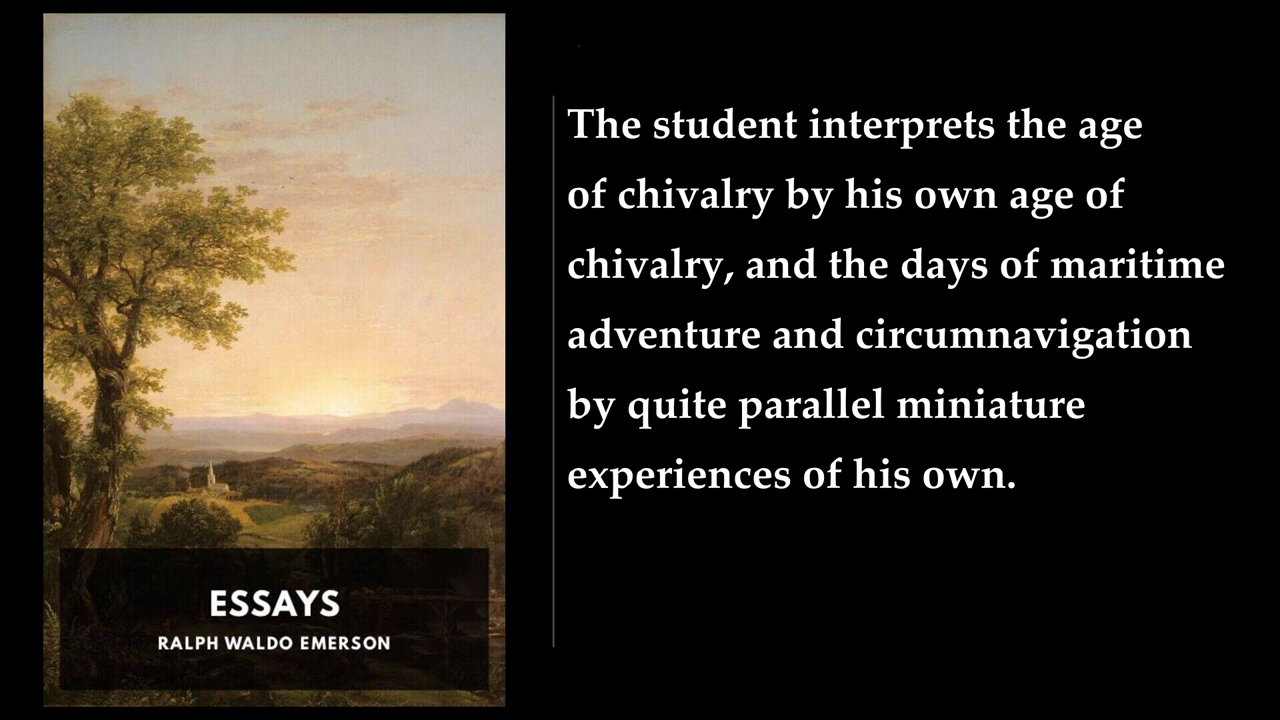 ESSAYS
RALPH WALDO EMERSON
The student interprets the age
of chivalry by his own age of
chivalry, and the days of maritime
adventure and circumnavigation
by quite parallel miniature
experiences of his own.